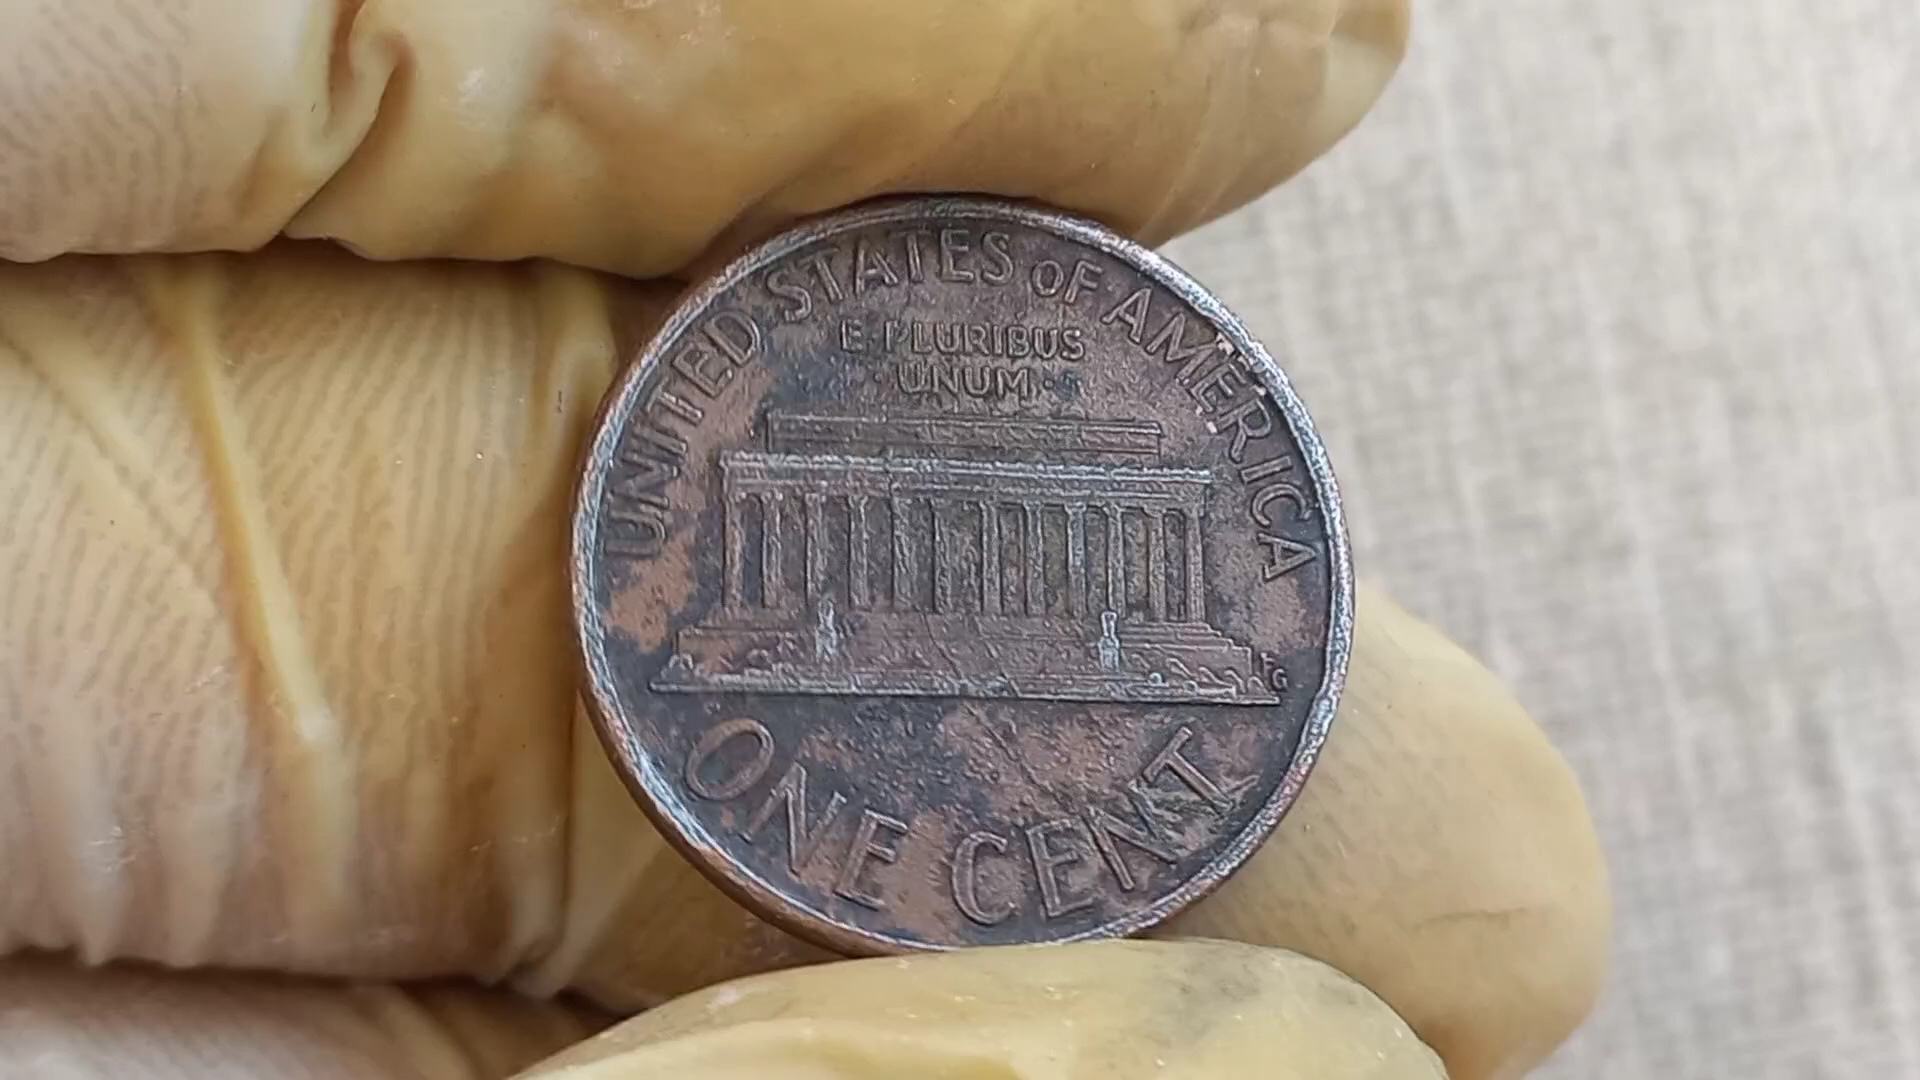 UNITED STATES OF AMERICA
E PLURIBUS
·UNUM·
FG
ONE CENT